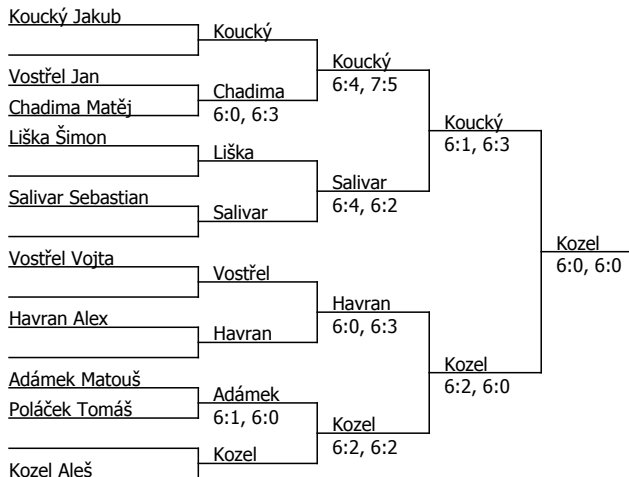 Koucký Jakub
Vostřel Jan
Chadima Matěj
Liška Šimon
Salivar Sebastian
Vostřel Vojta
Havran Alex
Adámek Matouš
Poláček Tomáš
Kozel Aleš
Koucký
Chadima
6:0, 6:3
Liška
Salivar
Vostřel
Havran
Adámek
6:1, 6:0
Kozel
Koucký
6:4, 7:5
Salivar
6:4, 6:2
Havran
6:0, 6:3
Kozel
6:2, 6:2
Koucký
6:1, 6:3
Kozel
6:2, 6:0
Kozel
6:0, 6:0